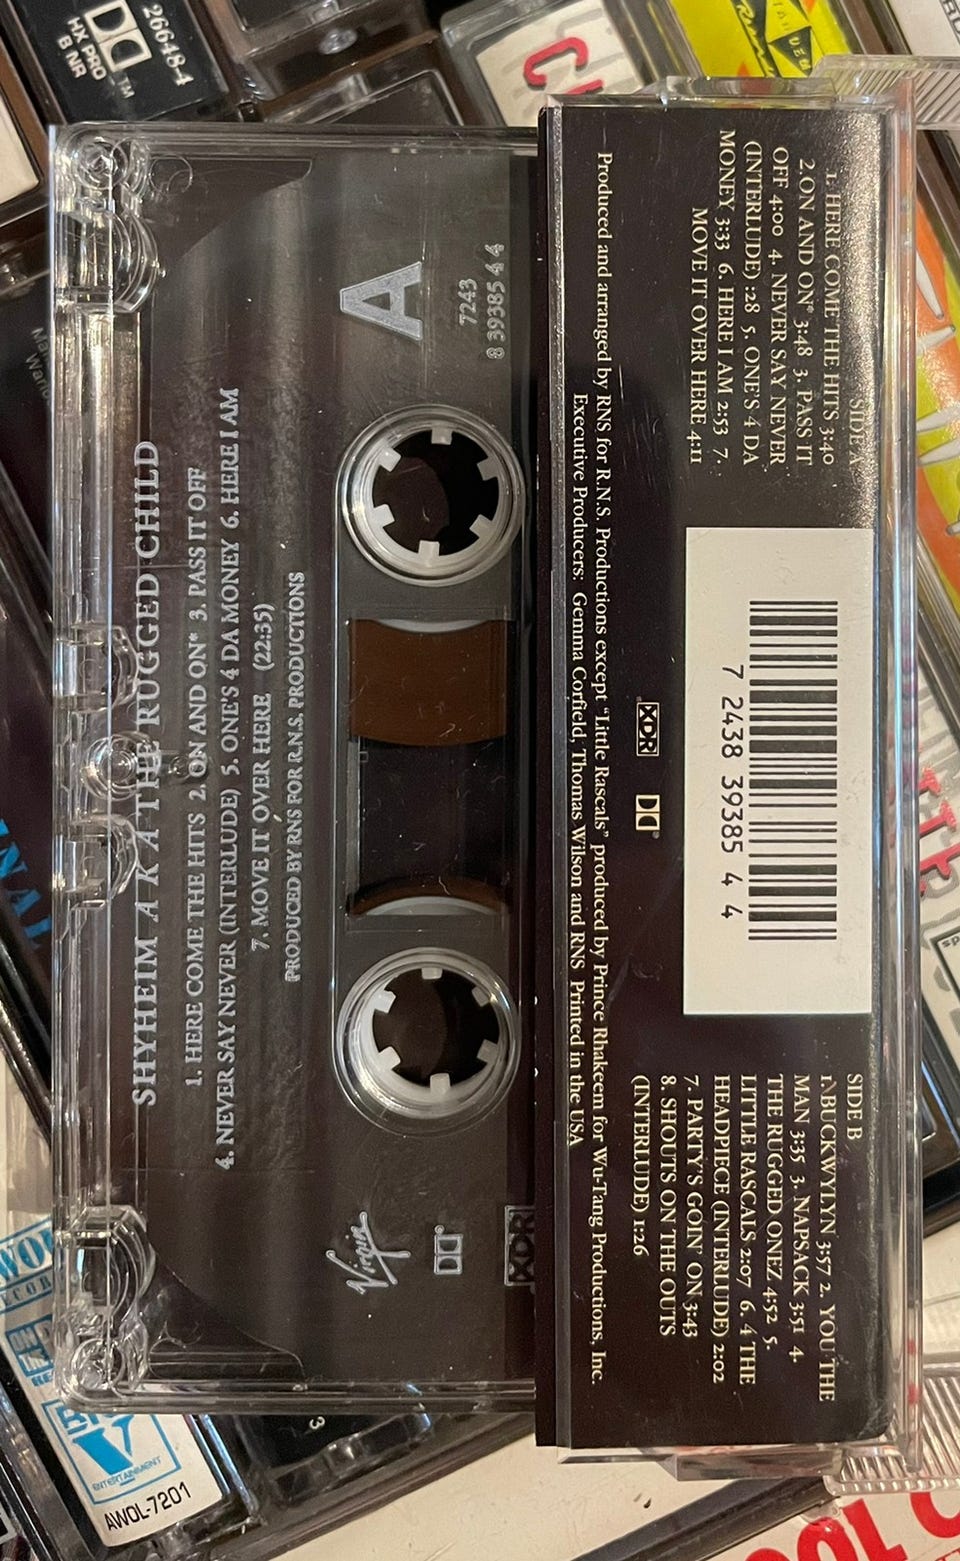 SHYHEIM A K A THE RUGGED CHILD
1. HERE COME THE HITS 2. ON AND ON* 3. PASS IT OFF
4. NEVER SAY NEVER (INTERLUDE) 5. ONE'S 4 DA MONEY 6. HERE I AM
7. MOVE IT OVER HERE (22:35)
PRODUCED BY RNS FOR R.N.S. PRODUCTIONS
A
7243
8 39385 4 4
Virgin
XDR
SIDE A
1. HERE COME THE HITS 3:40
2. ON AND ON* 3:48 3. PASS IT
OFF 4:00 4. NEVER SAY NEVER
(INTERLUDE) :28 5. ONE'S 4 DA
MONEY 3:33 6. HERE I AM 2:53 7.
MOVE IT OVER HERE 4:11
7 2438 39385 4 4
XDR
SIDE B
1. BUCKWYLYN 3:57 2. YOU THE
MAN 3:35 3. NAPSACK 3:51 4.
THE RUGGED ONEZ 4:52 5.
LITTLE RASCALS 2:07 6. 4 THE
HEADPIECE (INTERLUDE) 2:02
7. PARTY'S GOIN' ON 3:43
8. SHOUTS ON THE OUTS
(INTERLUDE) 1:26
Produced and arranged by RNS for R.N.S. Productions except "Little Rascals" produced by Prince Rhakeem for Wu-Tang Productions, Inc.
Executive Producers: Gemma Corfield, Thomas Wilson and RNS Printed in the USA
26648-4
HX PRO
B NR
ENTERTAINMENT
AWOL-7201